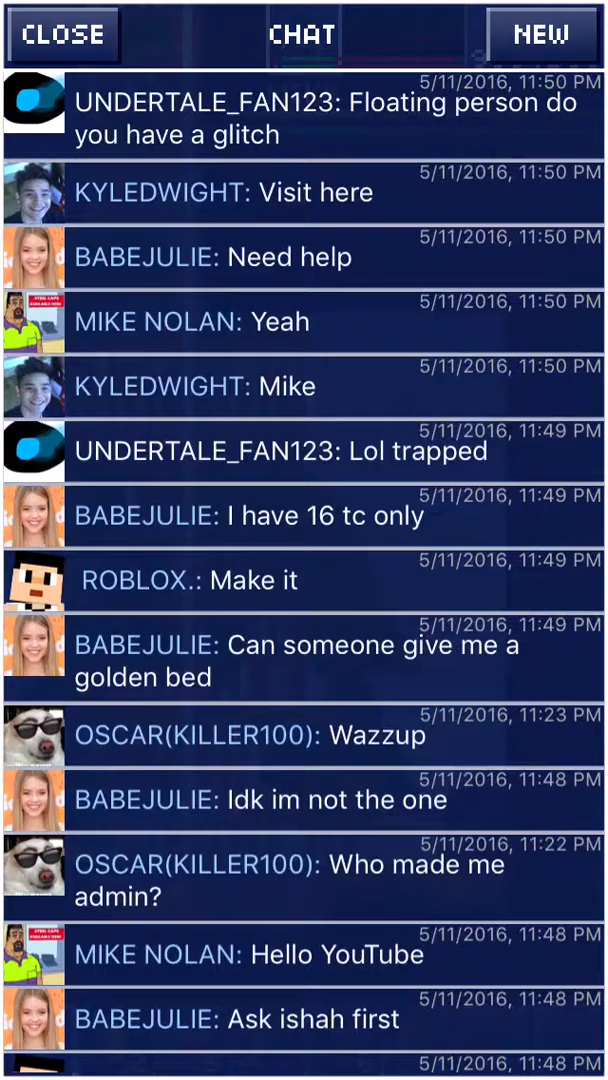 CLOSE
CHAT
NEW
5/11/2016, 11:50 PM
UNDERTALE_FAN123: Floating person do
you have a glitch
5/11/2016, 11:50 PM
KYLEDWIGHT: Visit here
5/11/2016, 11:50 PM
BABEJULIE: Need help
5/11/2016, 11:50 PM
MIKE NOLAN: Yeah
5/11/2016, 11:50 PM
KYLEDWIGHT: Mike
5/11/2016, 11:49 PM
UNDERTALE_FAN123: Lol trapped
5/11/2016, 11:49 PM
BABEJULIE: I have 16 tc only
5/11/2016, 11:49 PM
ROBLOX.: Make it
5/11/2016, 11:49 PM
BABEJULIE: Can someone give me a
golden bed
5/11/2016, 11:23 PM
OSCAR(KILLER100): Wazzup
5/11/2016, 11:48 PM
BABEJULIE: Idk im not the one
5/11/2016, 11:22 PM
OSCAR(KILLER100): Who made me
admin?
5/11/2016, 11:48 PM
MIKE NOLAN: Hello YouTube
5/11/2016, 11:48 PM
BABEJULIE: Ask ishah first
5/11/2016, 11:48 PM